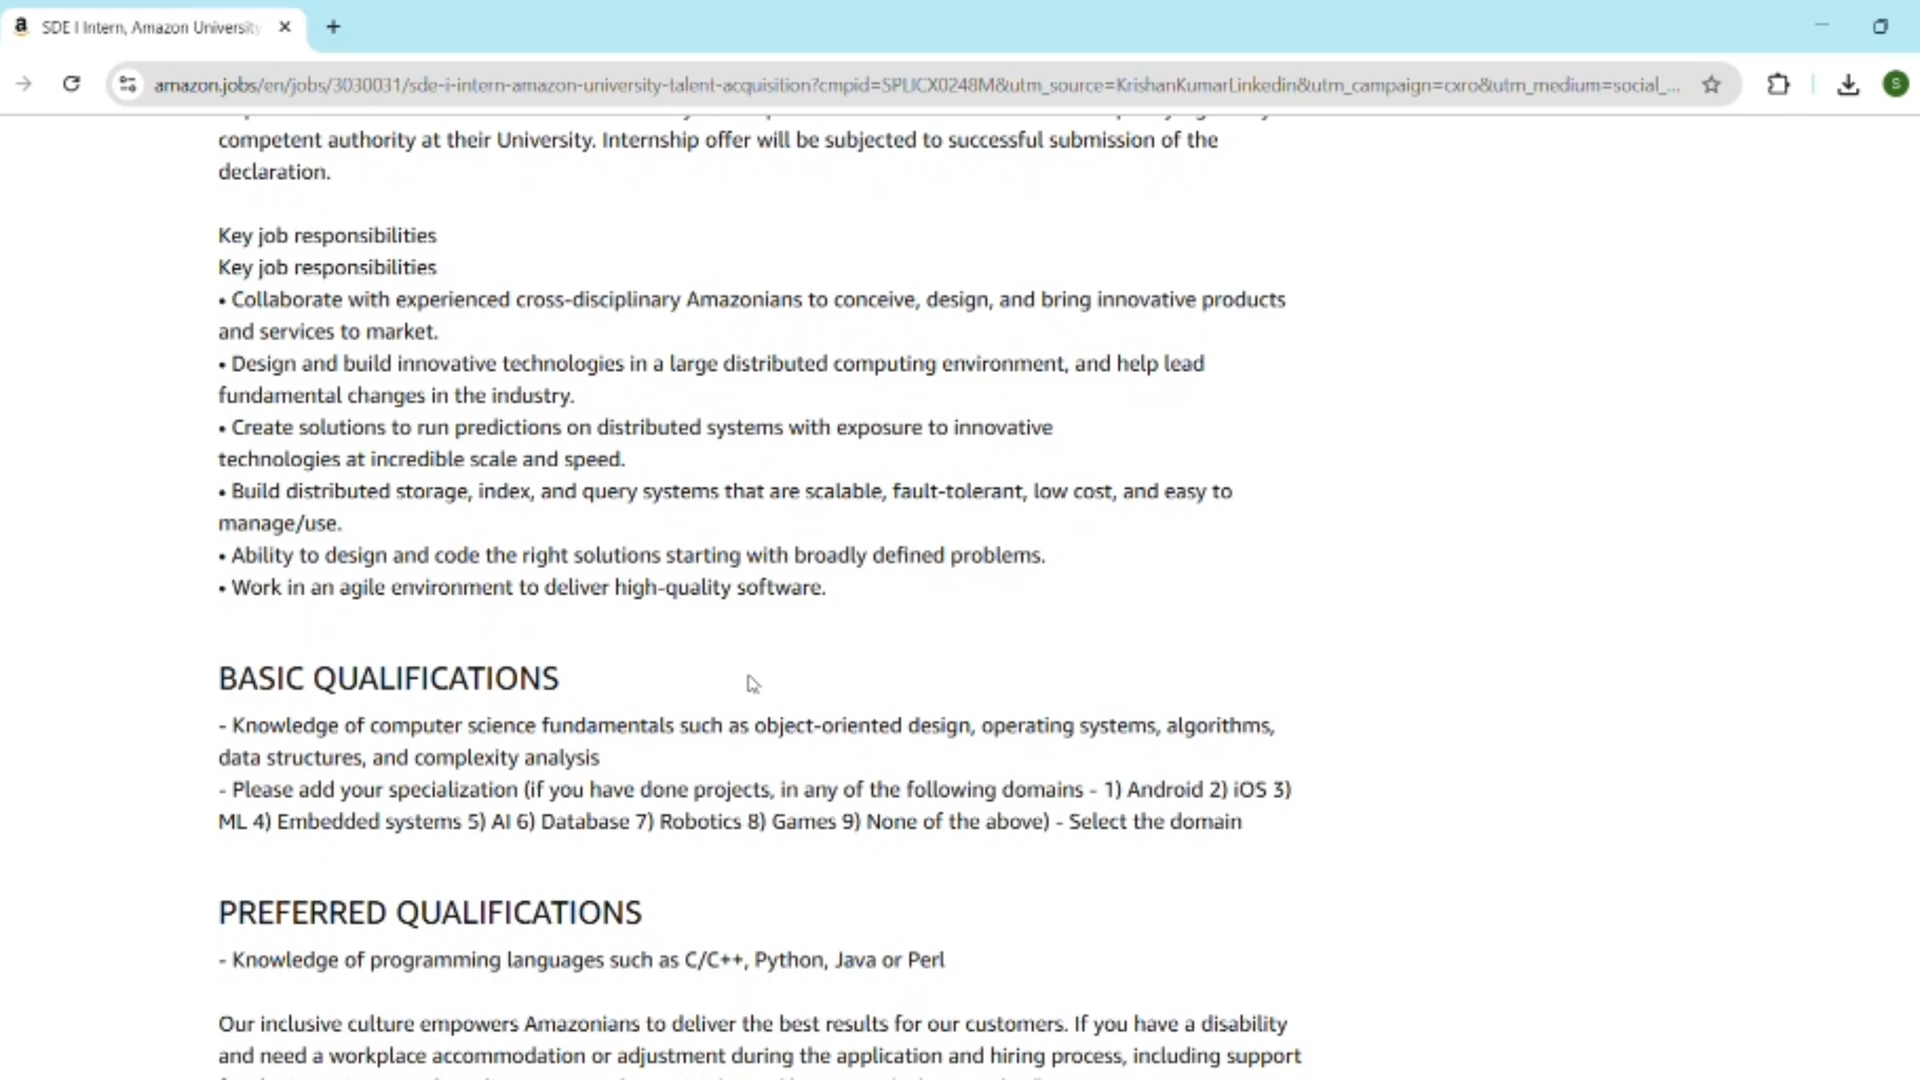 SDE I Intern, Amazon University
amazon.jobs/en/jobs/3030031/sde-i-intern-amazon-university-talent-acquisition?cmpid=SPLICX0248M&utm_source=KrishanKumarLinkedin&utm_campaign=cxro&utm_medium=social_...
S
competent authority at their University. Internship offer will be subjected to successful submission of the
declaration.
Key job responsibilities
Key job responsibilities
• Collaborate with experienced cross-disciplinary Amazonians to conceive, design, and bring innovative products
and services to market.
• Design and build innovative technologies in a large distributed computing environment, and help lead
fundamental changes in the industry.
• Create solutions to run predictions on distributed systems with exposure to innovative
technologies at incredible scale and speed.
• Build distributed storage, index, and query systems that are scalable, fault-tolerant, low cost, and easy to
manage/use.
• Ability to design and code the right solutions starting with broadly defined problems.
• Work in an agile environment to deliver high-quality software.
BASIC QUALIFICATIONS
- Knowledge of computer science fundamentals such as object-oriented design, operating systems, algorithms,
data structures, and complexity analysis
- Please add your specialization (if you have done projects, in any of the following domains - 1) Android 2) iOS 3)
ML 4) Embedded systems 5) AI 6) Database 7) Robotics 8) Games 9) None of the above) - Select the domain
PREFERRED QUALIFICATIONS
- Knowledge of programming languages such as C/C++, Python, Java or Perl
Our inclusive culture empowers Amazonians to deliver the best results for our customers. If you have a disability
and need a workplace accommodation or adjustment during the application and hiring process, including support